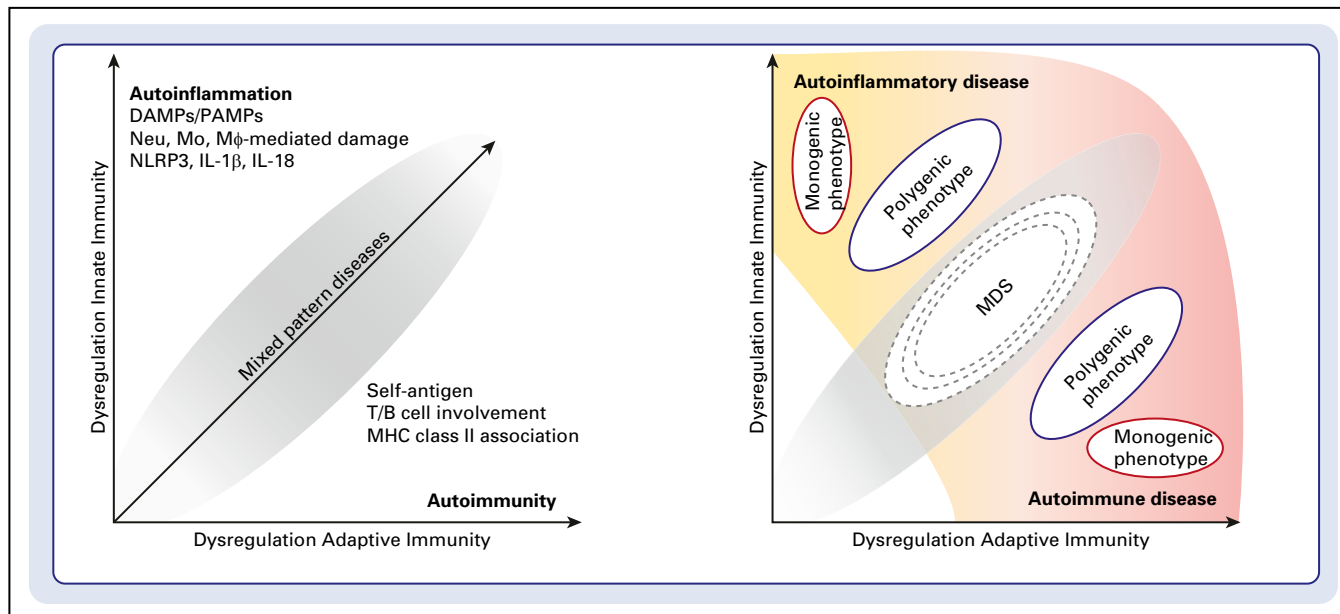 Autoinflammation
DAMPs/PAMPs
Neu, Mo, Mϕ-mediated damage
NLRP3, IL-1β, IL-18
Dysregulation Innate Immunity
Mixed pattern diseases
Self-antigen
T/B cell involvement
MHC class II association
Autoimmunity
Dysregulation Adaptive Immunity
Autoinflammatory disease
Monogenic
phenotype
Polygenic
phenotype
Dysregulation Innate Immunity
MDS
Polygenic
phenotype
Monogenic
phenotype
Autoimmune disease
Dysregulation Adaptive Immunity